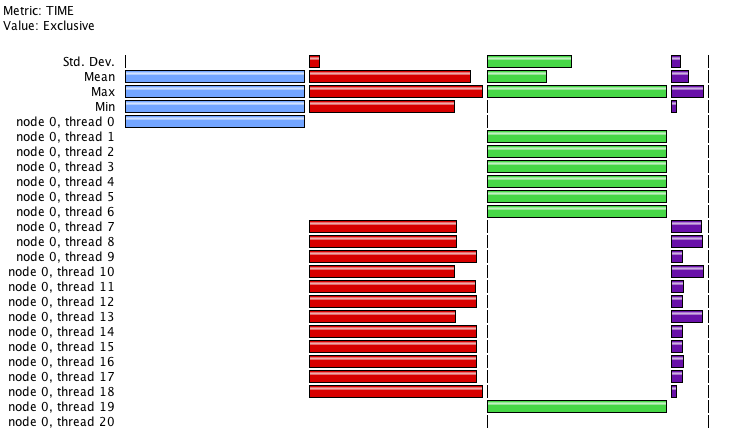 Metric: TIME
Value: Exclusive
Std. Dev.
Mean
Max
Min
node 0, thread 0
node 0, thread 1
node 0, thread 2
node 0, thread 3
node 0, thread 4
node 0, thread 5
node 0, thread 6
node 0, thread 7
node 0, thread 8
node 0, thread 9
node 0, thread 10
node 0, thread 11
node 0, thread 12
node 0, thread 13
node 0, thread 14
node 0, thread 15
node 0, thread 16
node 0, thread 17
node 0, thread 18
node 0, thread 19
node 0, thread 20